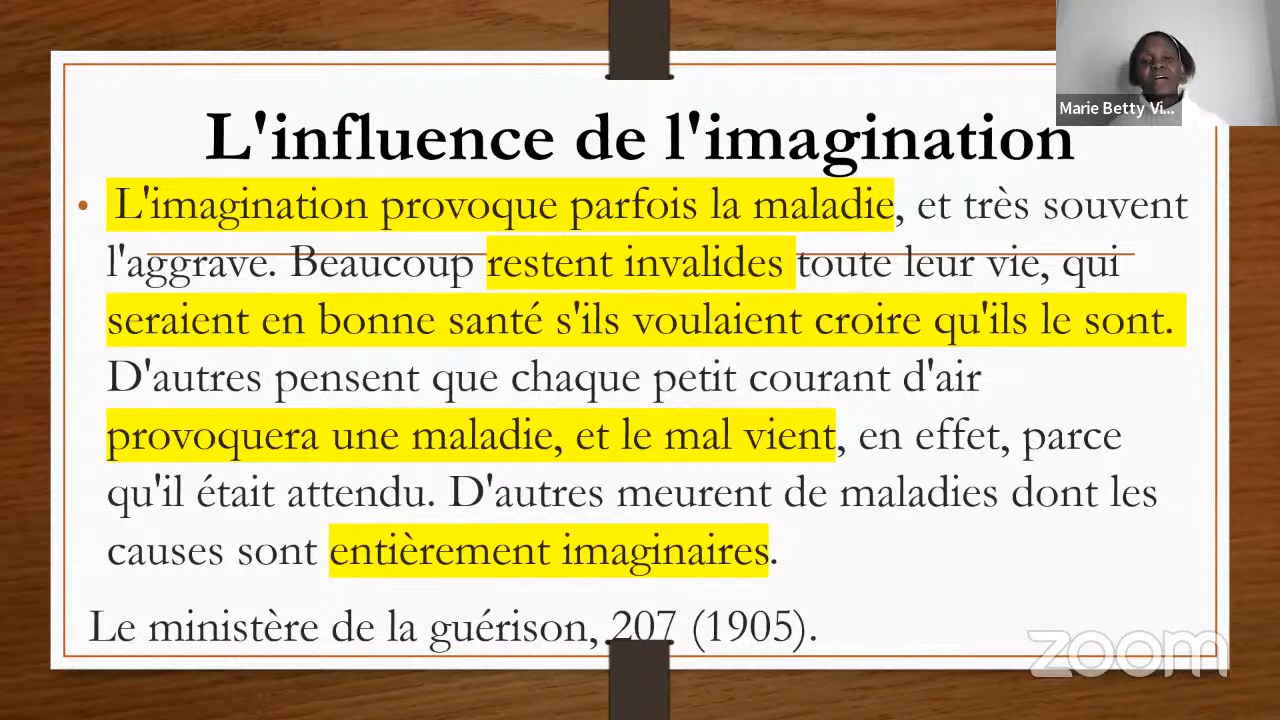 L'influence de l'imagination
Marie Betty Vi...
• L'imagination provoque parfois la maladie, et très souvent
l'aggrave. Beaucoup restent invalides toute leur vie, qui
seraient en bonne santé s'ils voulaient croire qu'ils le sont.
D'autres pensent que chaque petit courant d'air
provoquera une maladie, et le mal vient, en effet, parce
qu'il était attendu. D'autres meurent de maladies dont les
causes sont entièrement imaginaires.
Le ministère de la guérison, 207 (1905).
zoom